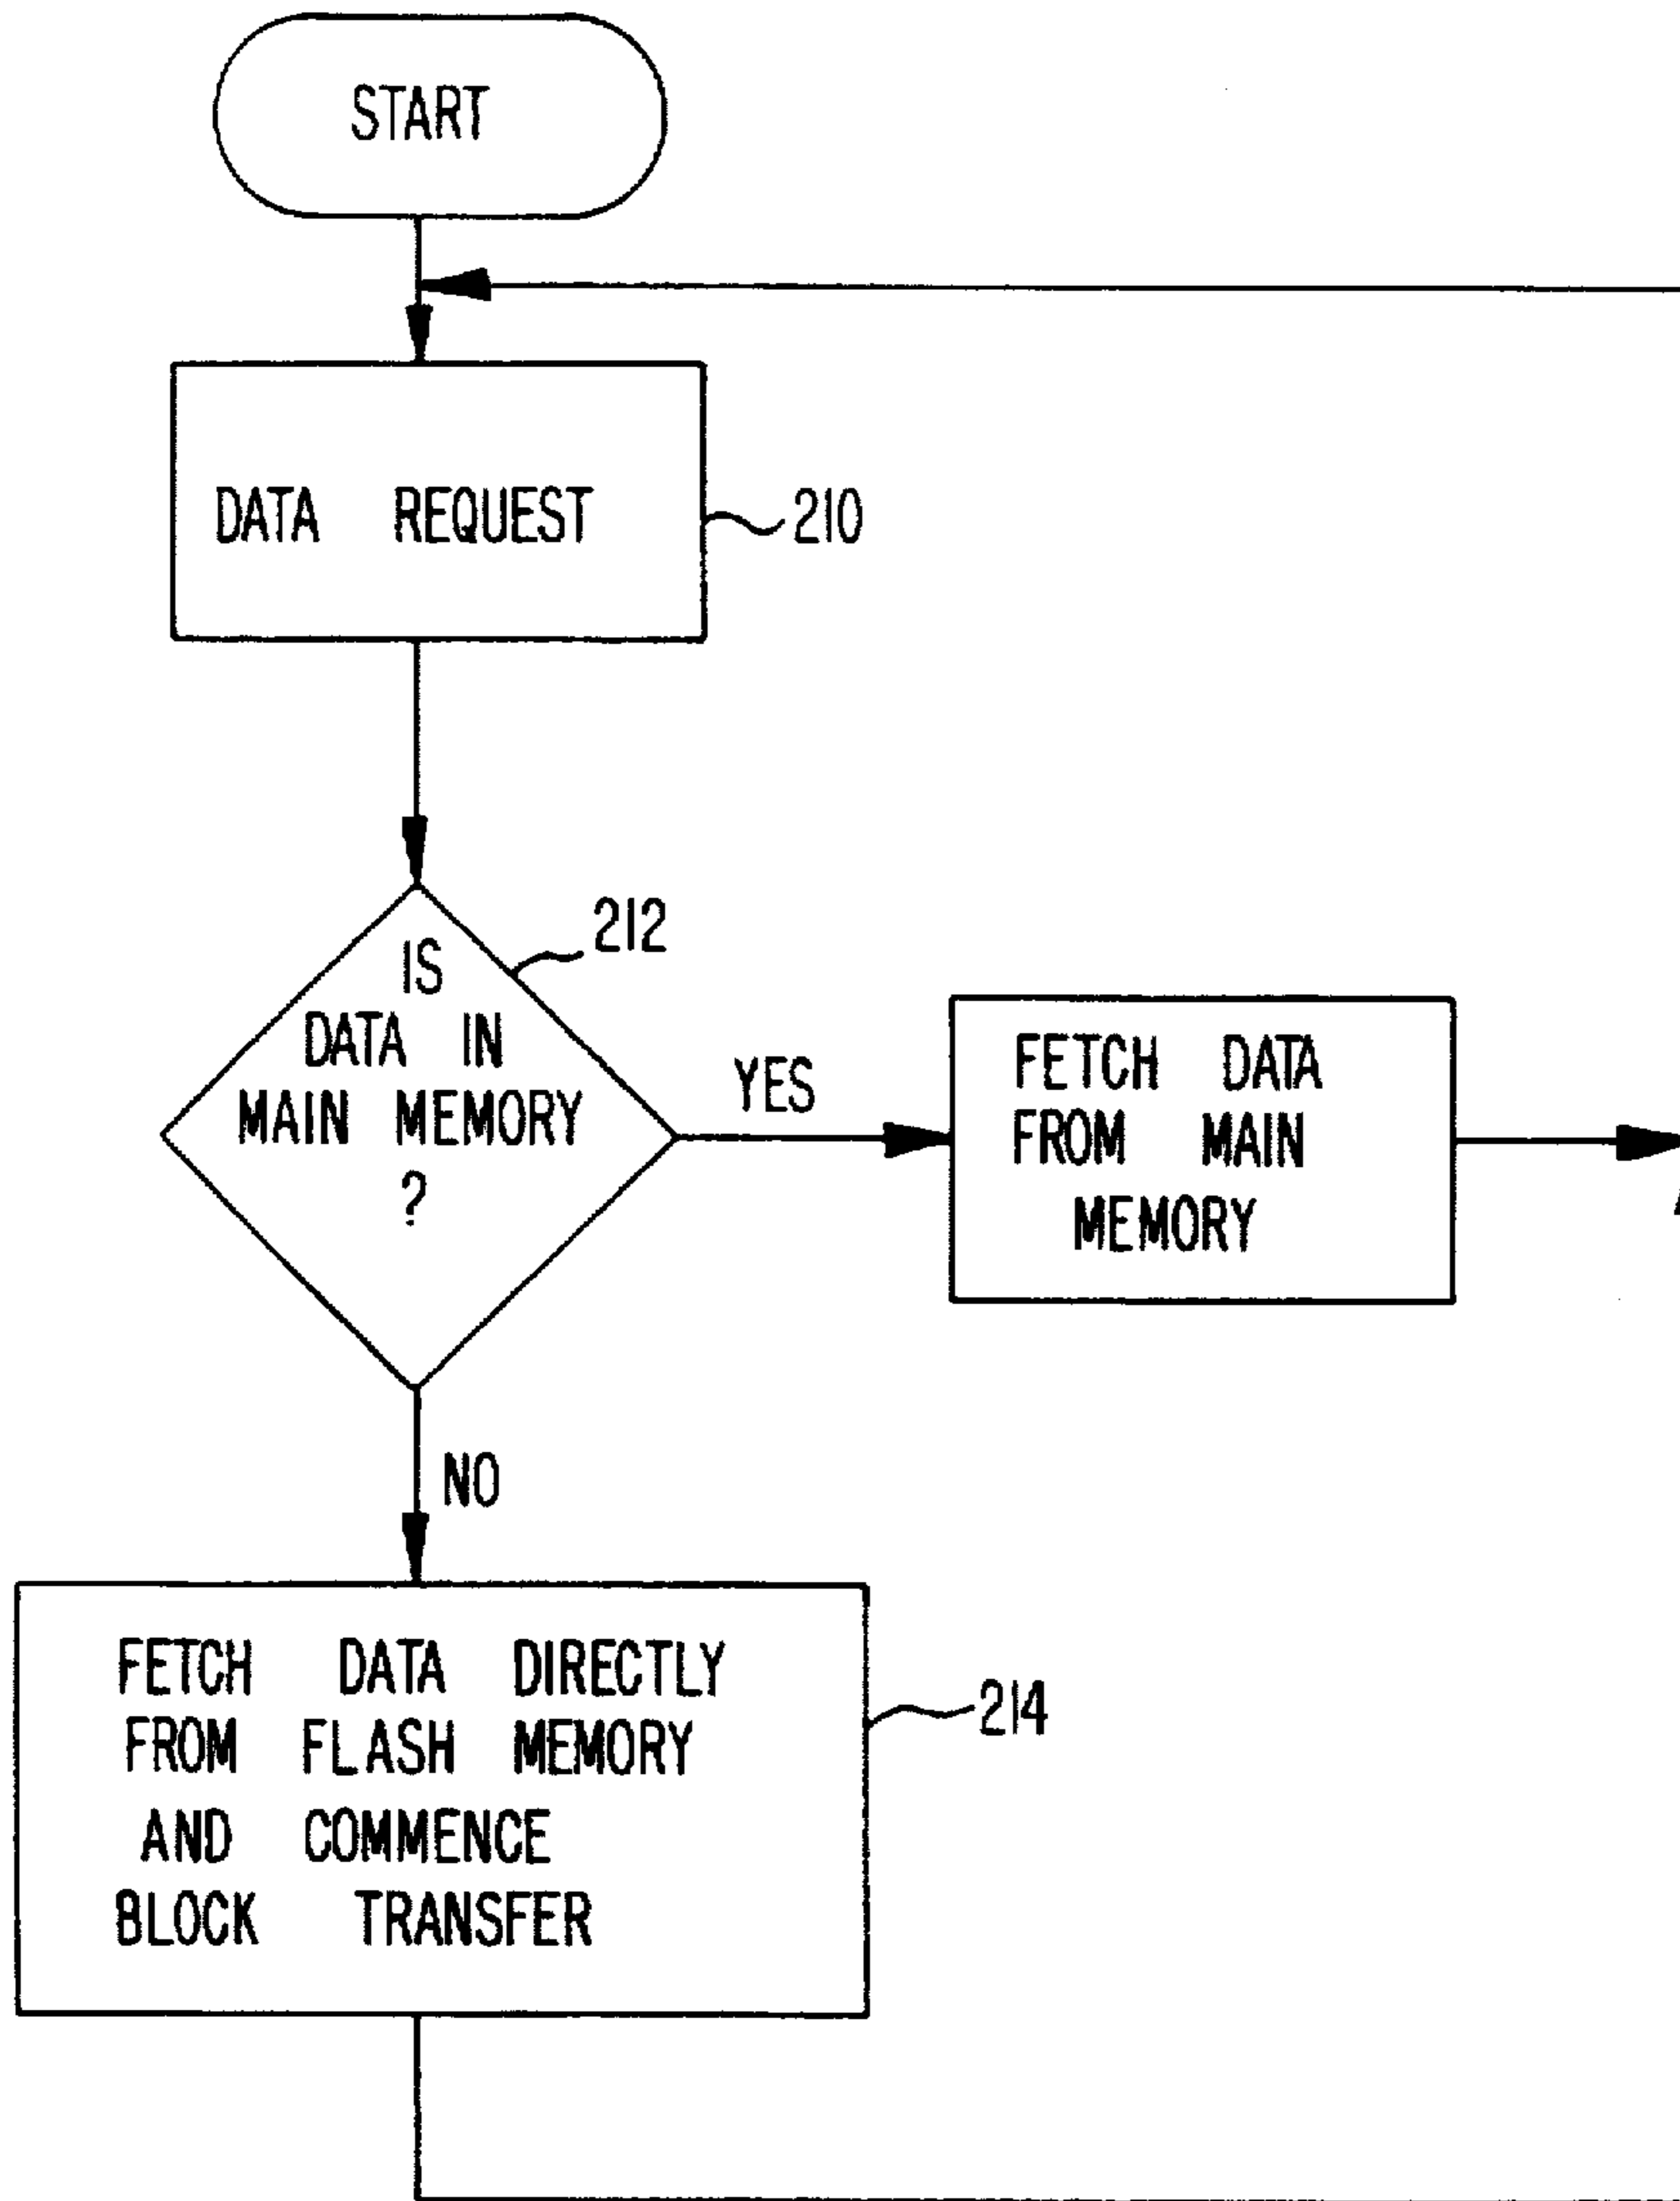 START
DATA REQUEST
210
212
IS
DATA IN
MAIN MEMORY
?
YES
FETCH DATA
FROM MAIN
MEMORY
NO
FETCH DATA DIRECTLY
FROM FLASH MEMORY
AND COMMENCE
BLOCK TRANSFER
214